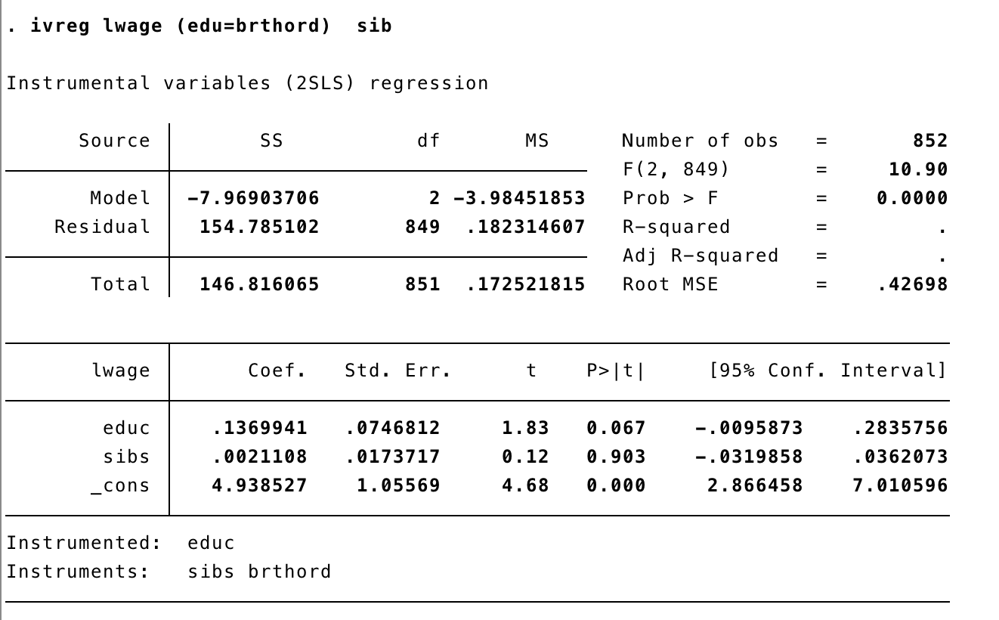 . ivreg lwage (edu=brthord)  sib
Instrumental variables (2SLS) regression
Source SS df MS Number of obs = 852
F(2, 849) = 10.90
Model −7.96903706 2 −3.98451853 Prob > F = 0.0000
Residual 154.785102 849 .182314607 R−squared = .
Adj R−squared = .
Total 146.816065 851 .172521815 Root MSE = .42698
lwage Coef. Std. Err. t P>|t| [95% Conf. Interval]
educ .1369941 .0746812 1.83 0.067 −.0095873 .2835756
sibs .0021108 .0173717 0.12 0.903 −.0319858 .0362073
_cons 4.938527 1.05569 4.68 0.000 2.866458 7.010596
Instrumented: educ
Instruments: sibs brthord